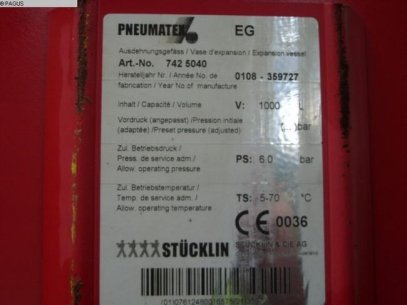 © PAGUS
PNEUMATEX EG
Ausdehnungsgefäss / Vase d'expansion / Expansion vessel
Art.-No. 742 5040
Herstelljahr Nr. / Année No. de
fabrication / Year No of manufacture
0108 - 359727
Inhalt / Capacité / Volume V: 1000 L
Vordruck (angepasst) / Pression initiale
(adaptée) / Preset pressure (adjusted)
bar
Zul. Betriebsdruck /
Press. de service adm. /
Allow. operating pressure
PS: 6.0 bar
Zul. Betriebstemperatur /
Temp. de service adm. /
Allow. operating temperature
TS: 5-70 °C
CE 0036
STÜCKLIN
STÜCKLIN & CIE AG